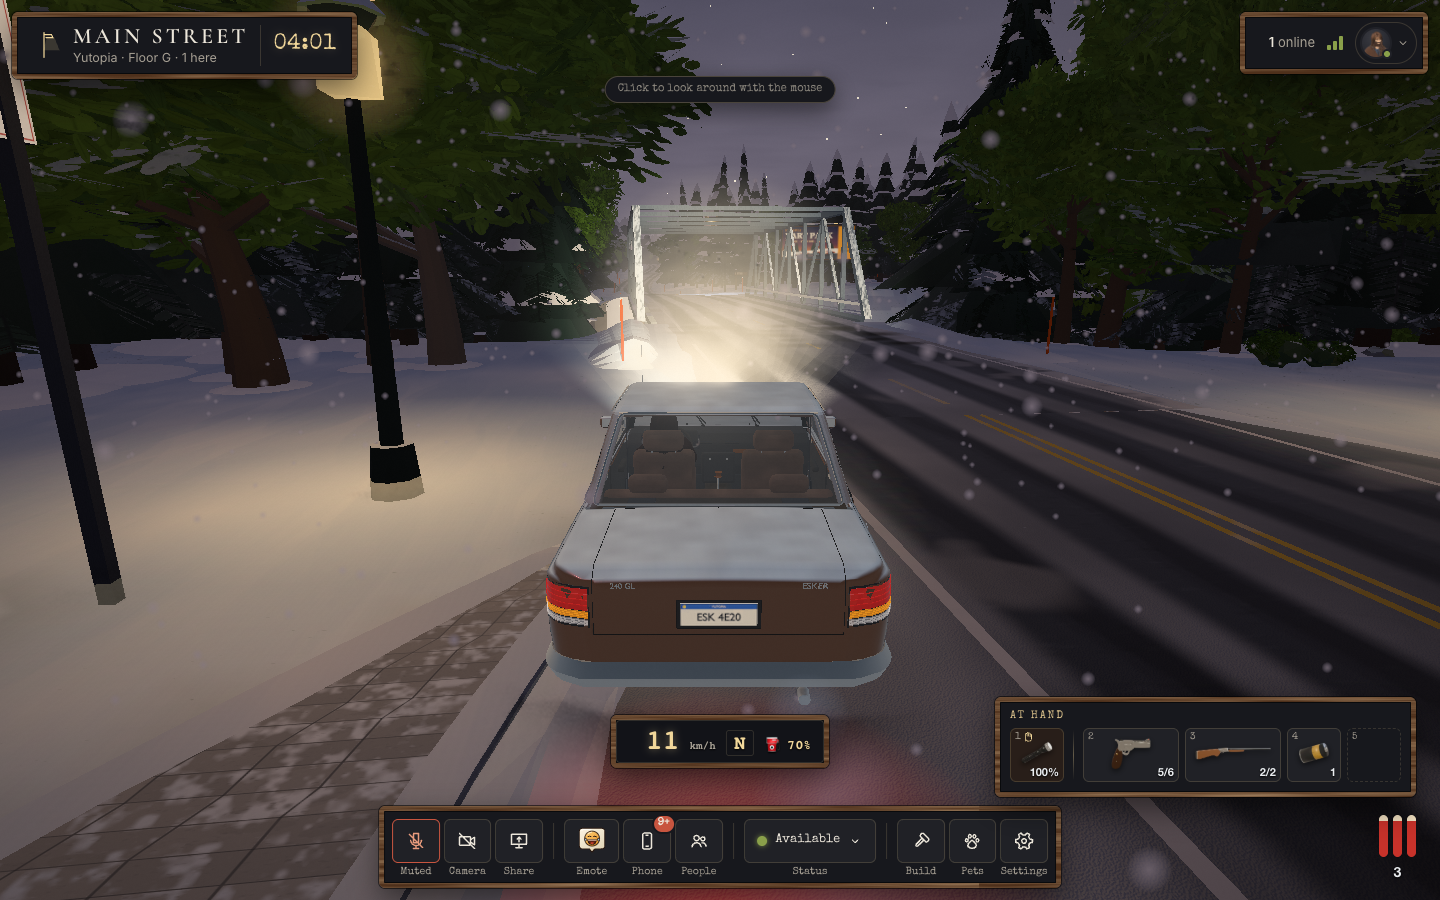 MAIN STREET
Yutopia · Floor G · 1 here
04:01
1 online
Click to look around with the mouse
240 GL
ESKER
ESK 4E20
11 km/h N 70%
AT HAND
1 2 3 4 5
100% 5/6 2/2 1
9+
Available
Muted Camera Share Emote Phone People Status Build Pets Settings
3